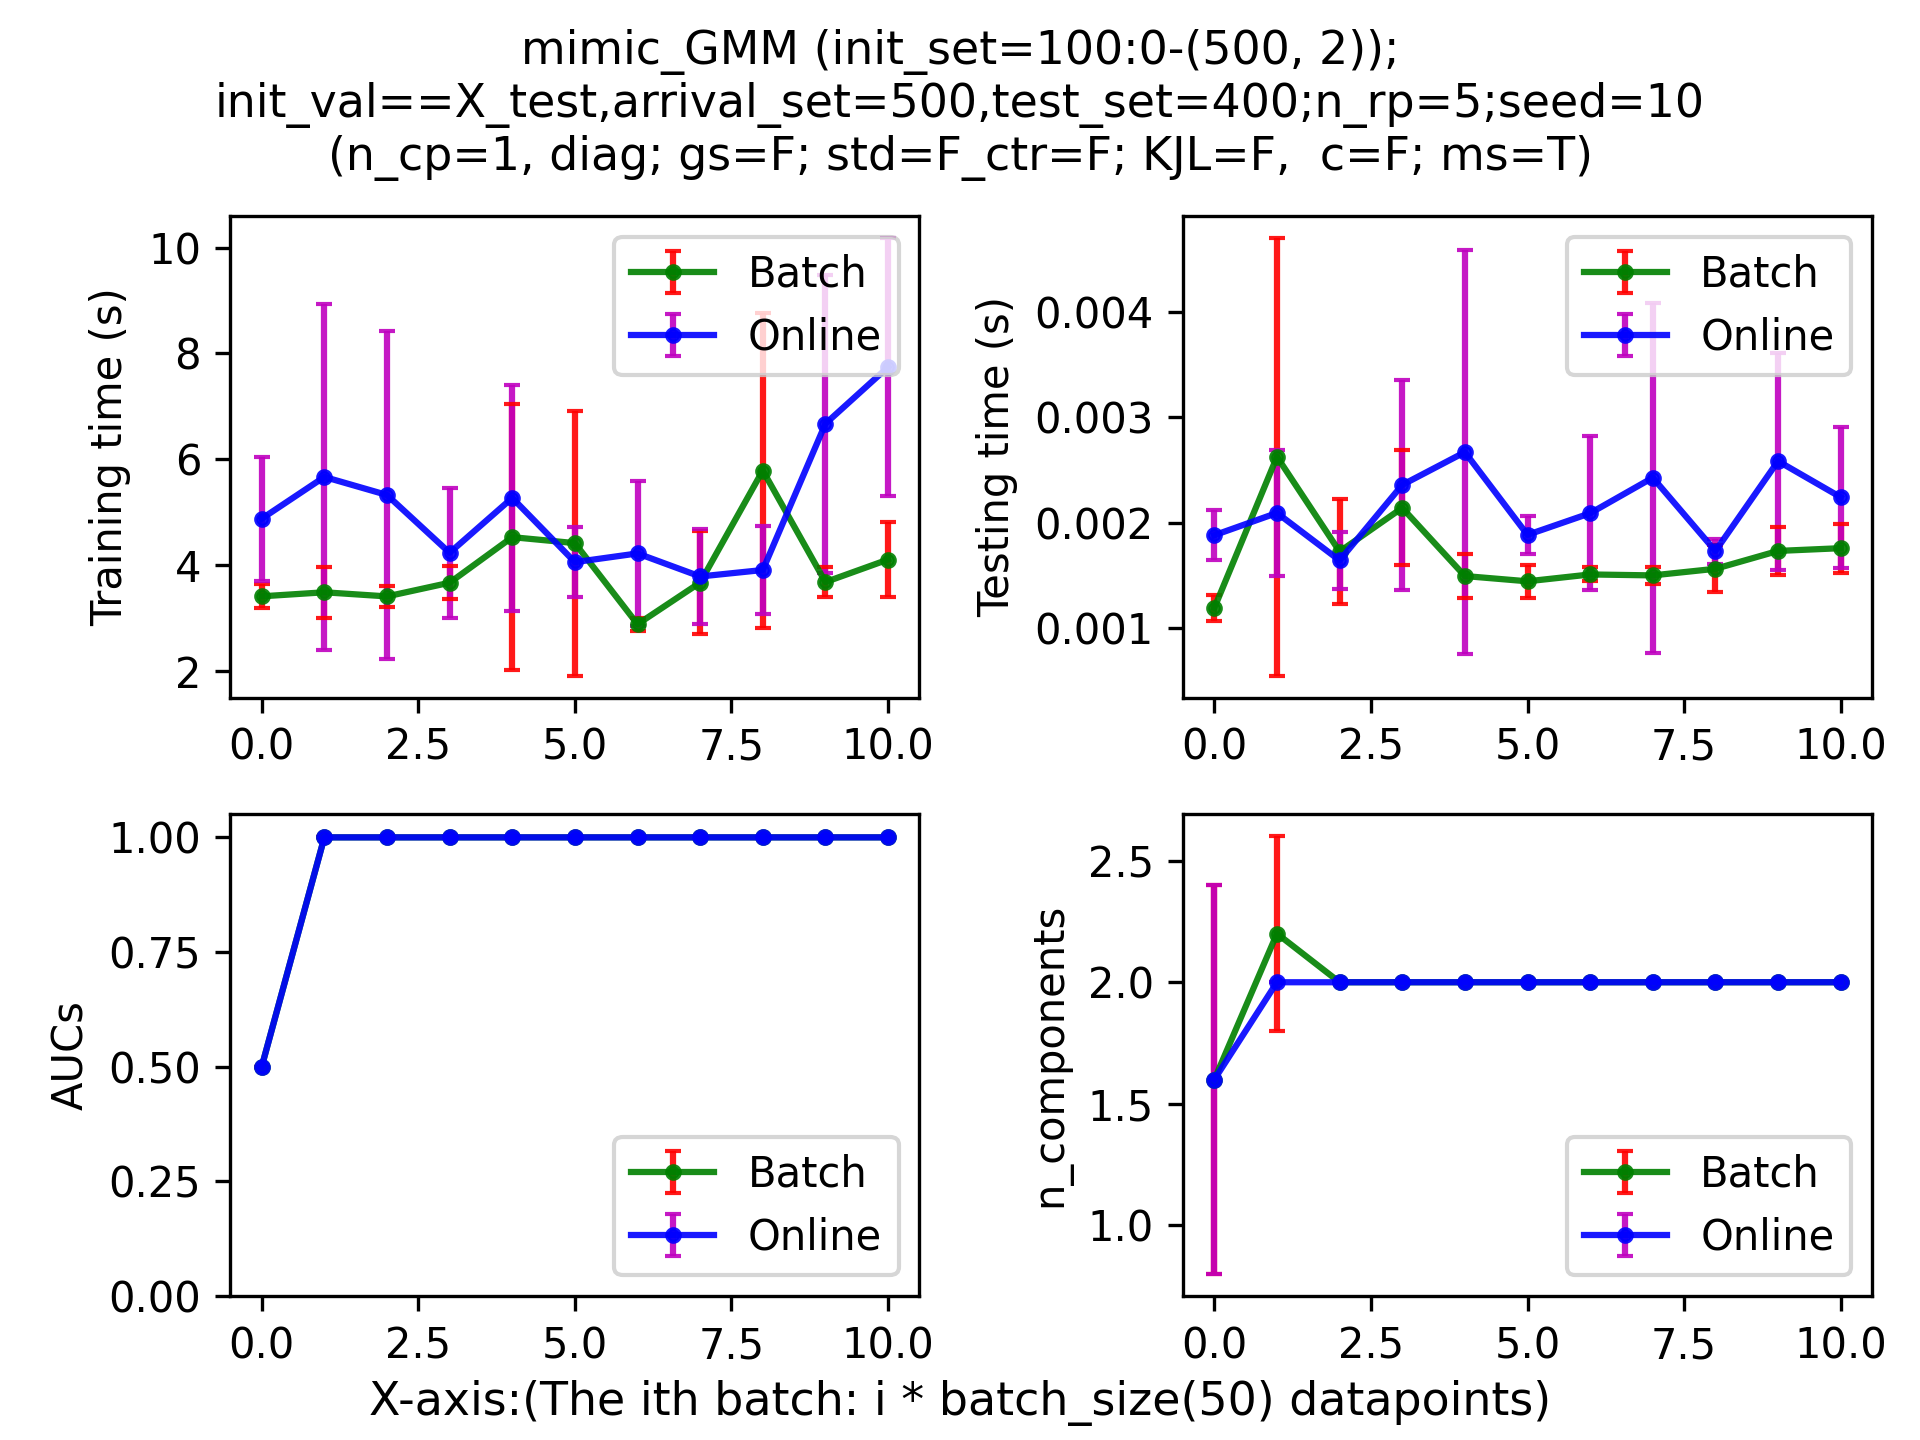 mimic_GMM (init_set=100:0-(500, 2));
init_val==X_test,arrival_set=500,test_set=400;n_rp=5;seed=10
(n_cp=1, diag; gs=F; std=F_ctr=F; KJL=F,  c=F; ms=T)
Training time (s)
10
8
6
4
2
0.0 2.5 5.0 7.5 10.0
Batch
Online
Testing time (s)
0.004
0.003
0.002
0.001
0.0 2.5 5.0 7.5 10.0
Batch
Online
AUCs
1.00
0.75
0.50
0.25
0.00
0.0 2.5 5.0 7.5 10.0
Batch
Online
n_components
2.5
2.0
1.5
1.0
0.0 2.5 5.0 7.5 10.0
Batch
Online
X-axis:(The ith batch: i * batch_size(50) datapoints)